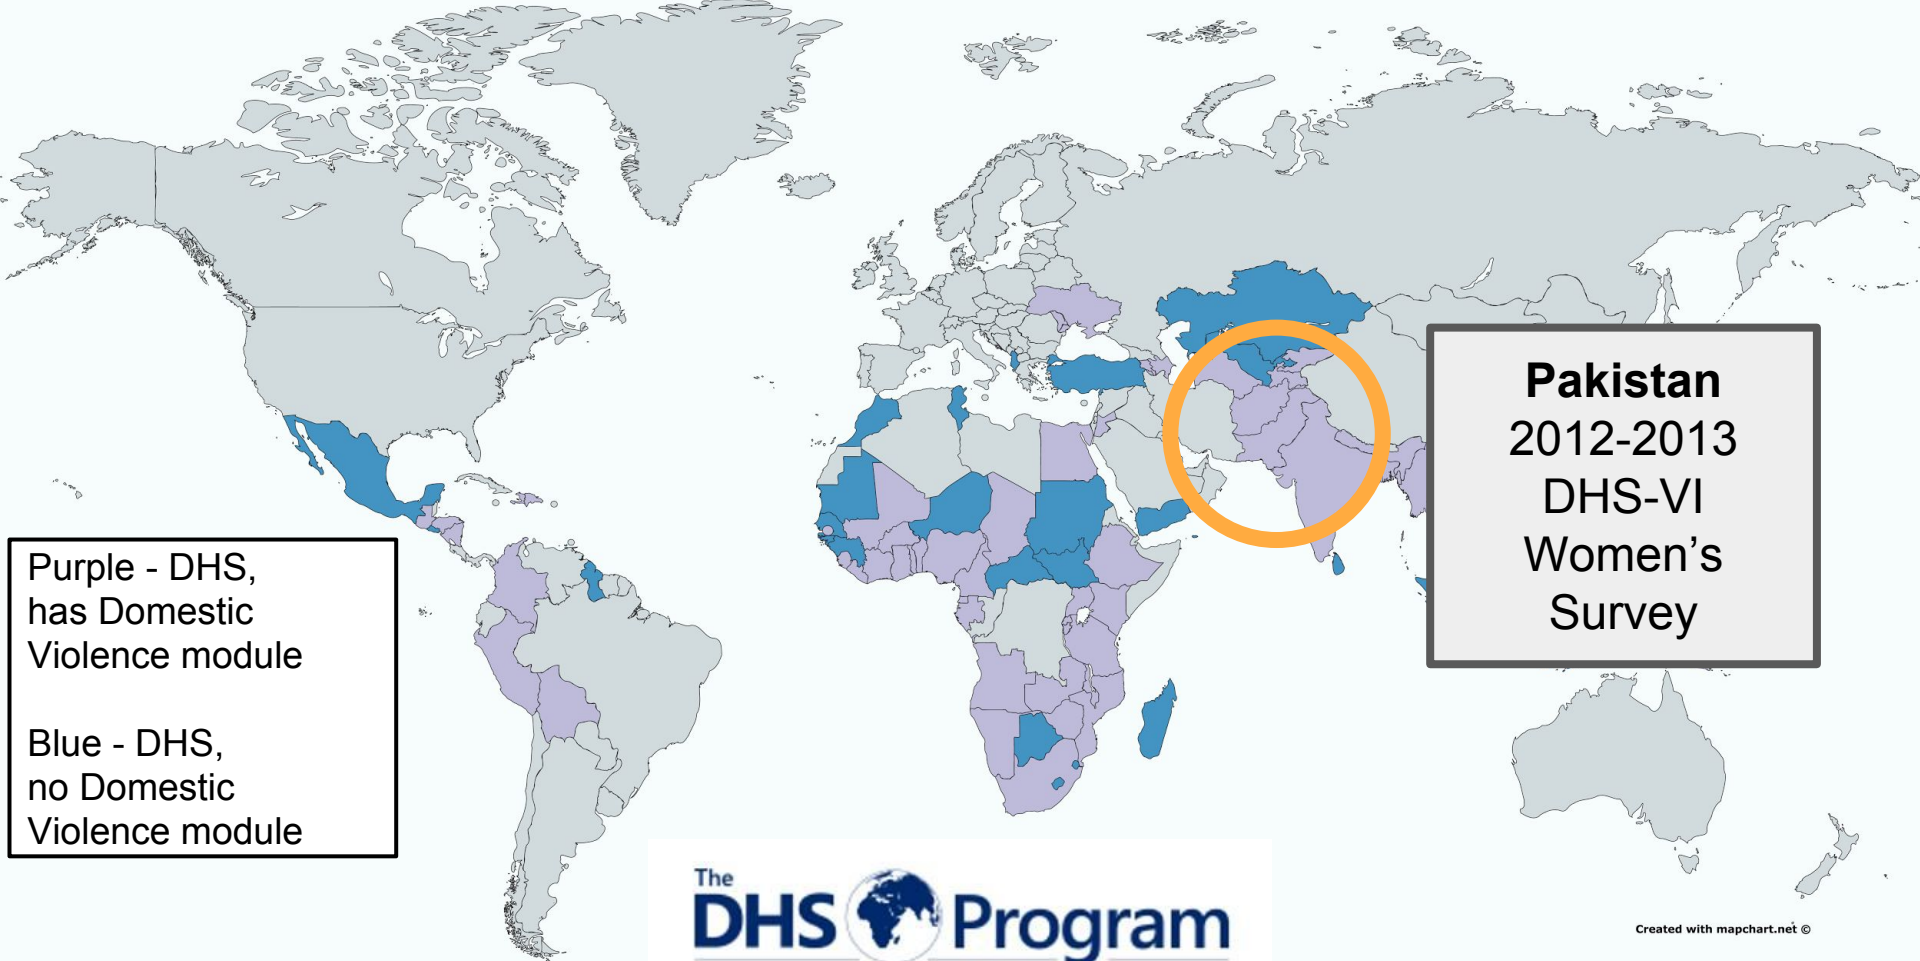 Pakistan
2012-2013
DHS-VI
Women's
Survey
Purple - DHS,
has Domestic
Violence module
Blue - DHS,
no Domestic
Violence module
The
DHS Program
Created with mapchart.net ©